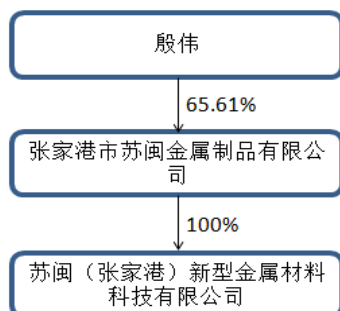 殷伟
65.61%
张家港市苏闽金属制品有限公
司
100%
苏闽（张家港）新型金属材料
科技有限公司